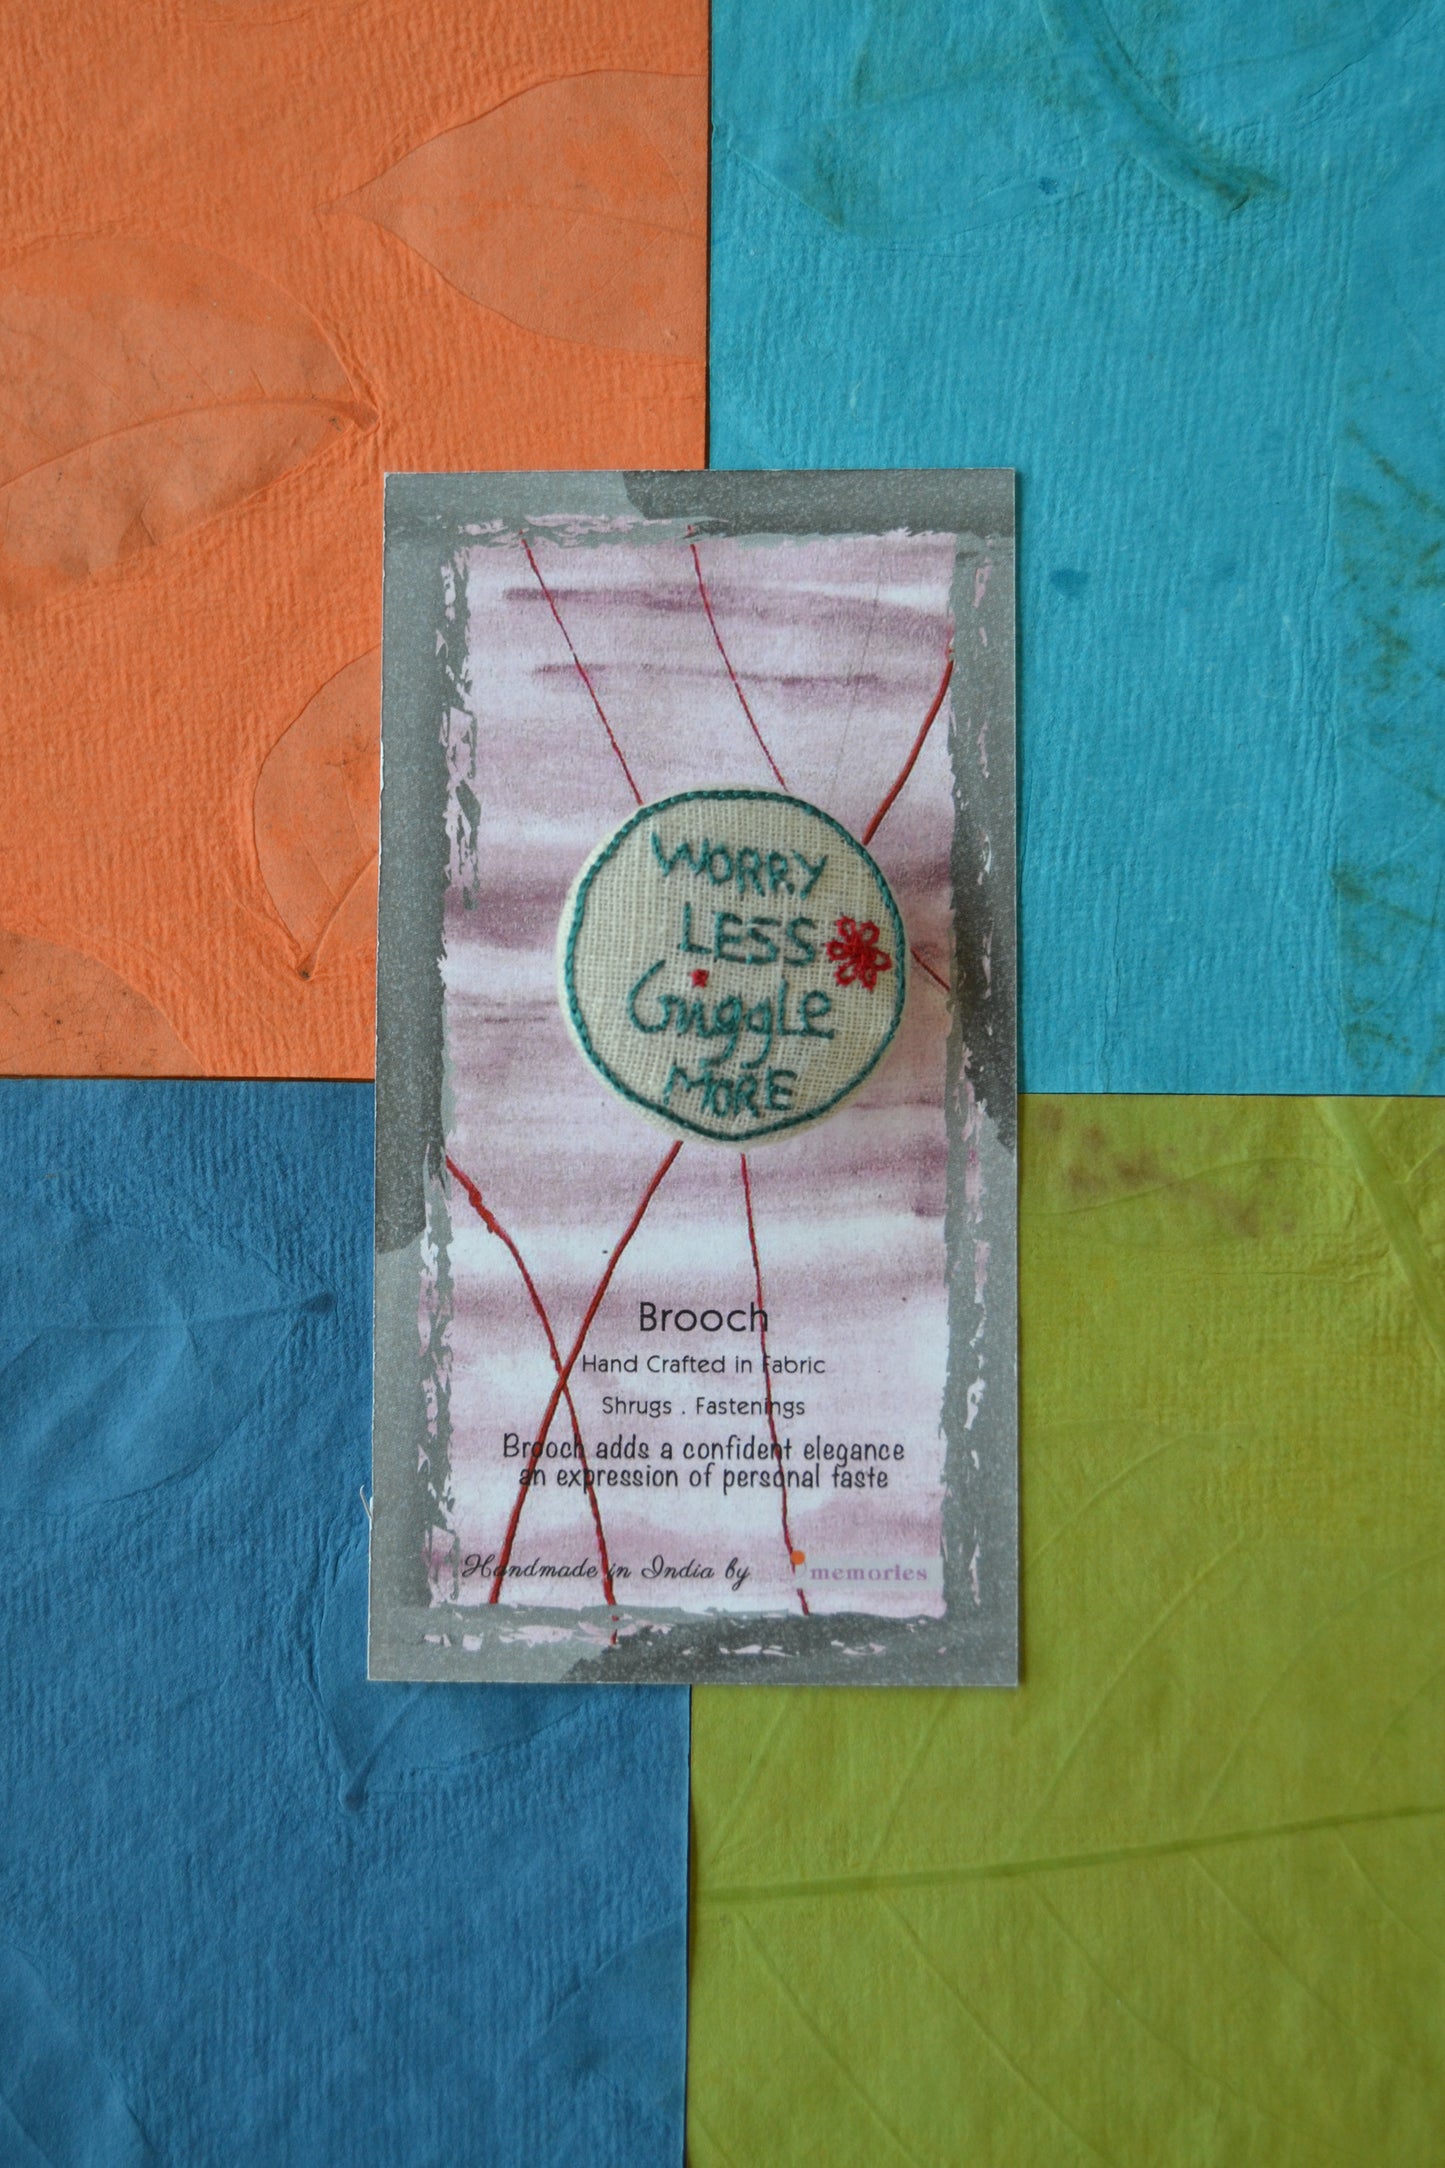 WORRY
LESS
Giggle
MORE
Brooch
Hand Crafted in Fabric
Shrugs . Fastenings
Brooch adds a confident elegance
an expression of personal taste
Handmade in India by memories